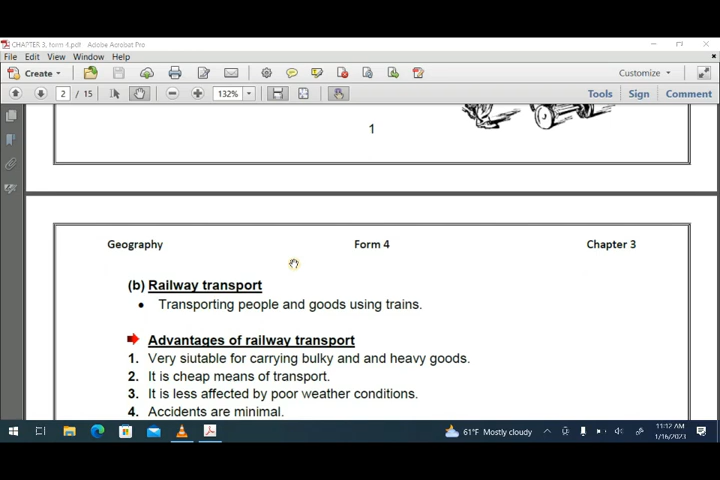 CHAPTER 3, form 4.pdf - Adobe Acrobat Pro
File Edit View Window Help
Create Customize
2 / 15 132% Tools Sign Comment
1
Geography Form 4 Chapter 3
(b) Railway transport
• Transporting people and goods using trains.
Advantages of railway transport
1. Very siutable for carrying bulky and and heavy goods.
2. It is cheap means of transport.
3. It is less affected by poor weather conditions.
4. Accidents are minimal.
61°F Mostly cloudy
11:12 AM
1/16/2023